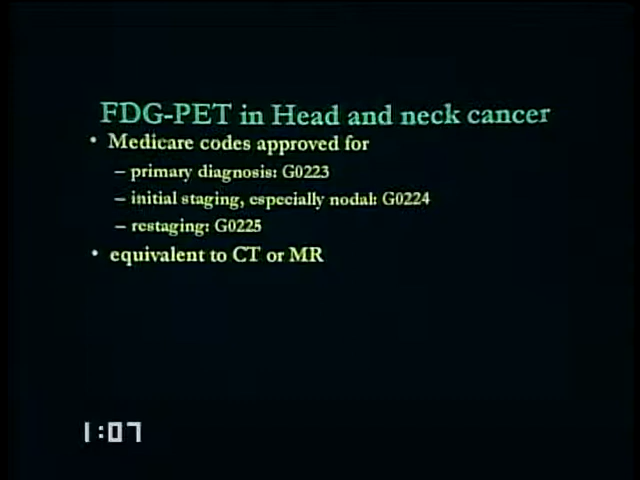 FDG-PET in Head and neck cancer
• Medicare codes approved for
– primary diagnosis: G0223
– initial staging, especially nodal: G0224
– restaging: G0225
• equivalent to CT or MR
1:07